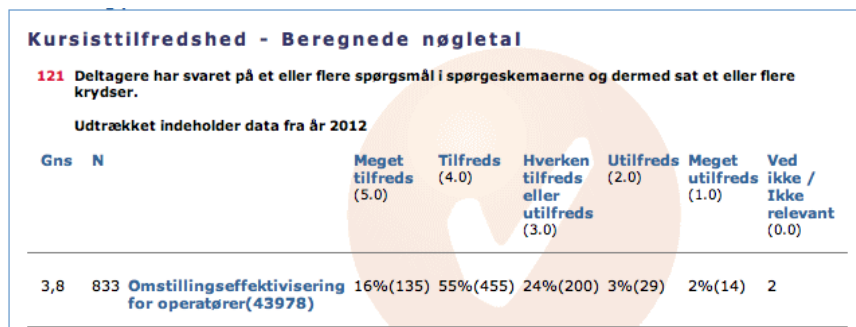 Kursisttilfredshed - Beregnede nøgletal
121 Deltagere har svaret på et eller flere spørgsmål i spørgeskemaerne og dermed sat et eller flere
krydser.
Udtrækket indeholder data fra år 2012
Gns N Meget Tilfreds Hverken Utilfreds Meget Ved
tilfreds (4.0) tilfreds (2.0) utilfreds ikke /
(5.0) eller (1.0) Ikke
utilfreds relevant
(3.0) (0.0)
3,8 833 Omstillingseffektivisering 16%(135) 55%(455) 24%(200) 3%(29) 2%(14) 2
for operatører(43978)